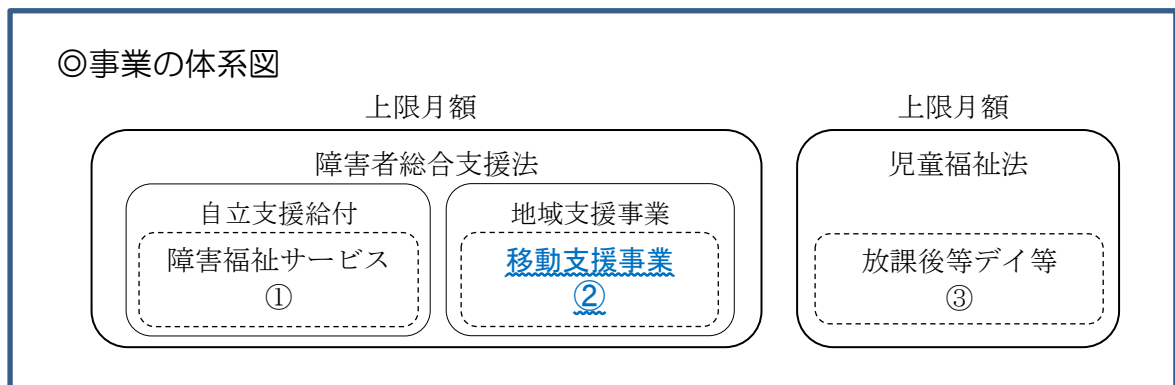 ◎事業の体系図
上限月額
上限月額
障害者総合支援法
児童福祉法
自立支援給付
地域支援事業
障害福祉サービス
①
移動支援事業
②
放課後等デイ等
③